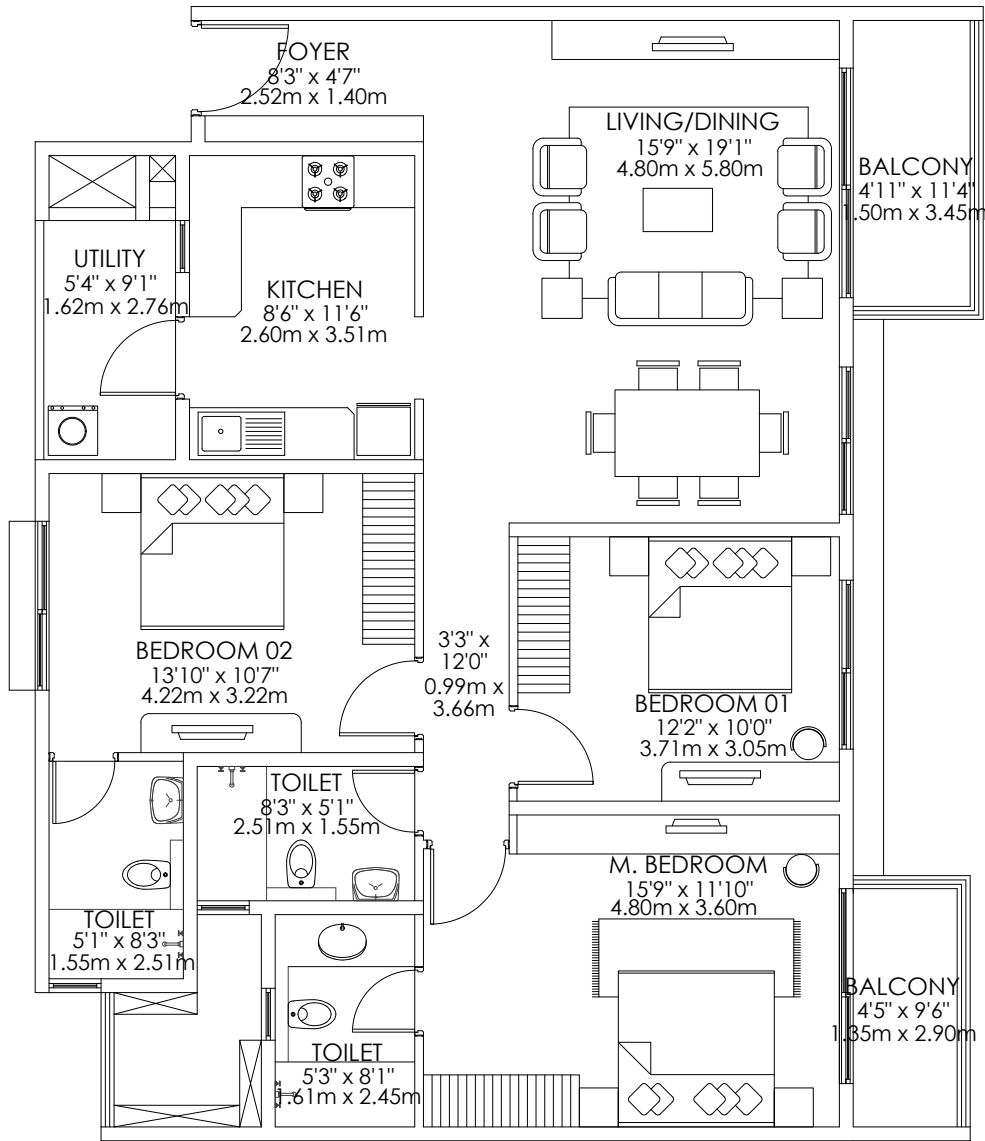 FOYER
8'3" x 4'7"
2.52m x 1.40m
LIVING/DINING
15'9" x 19'1"
4.80m x 5.80m
BALCONY
4'11" x 11'4"
1.50m x 3.45m
UTILITY
5'4" x 9'1"
1.62m x 2.76m
KITCHEN
8'6" x 11'6"
2.60m x 3.51m
BEDROOM 02
13'10" x 10'7"
4.22m x 3.22m
3'3" x
12'0"
0.99m x
3.66m
BEDROOM 01
12'2" x 10'0"
3.71m x 3.05m
TOILET
8'3" x 5'1"
2.51m x 1.55m
M. BEDROOM
15'9" x 11'10"
4.80m x 3.60m
TOILET
5'1" x 8'3"
1.55m x 2.51m
BALCONY
4'5" x 9'6"
1.35m x 2.90m
TOILET
5'3" x 8'1"
1.61m x 2.45m